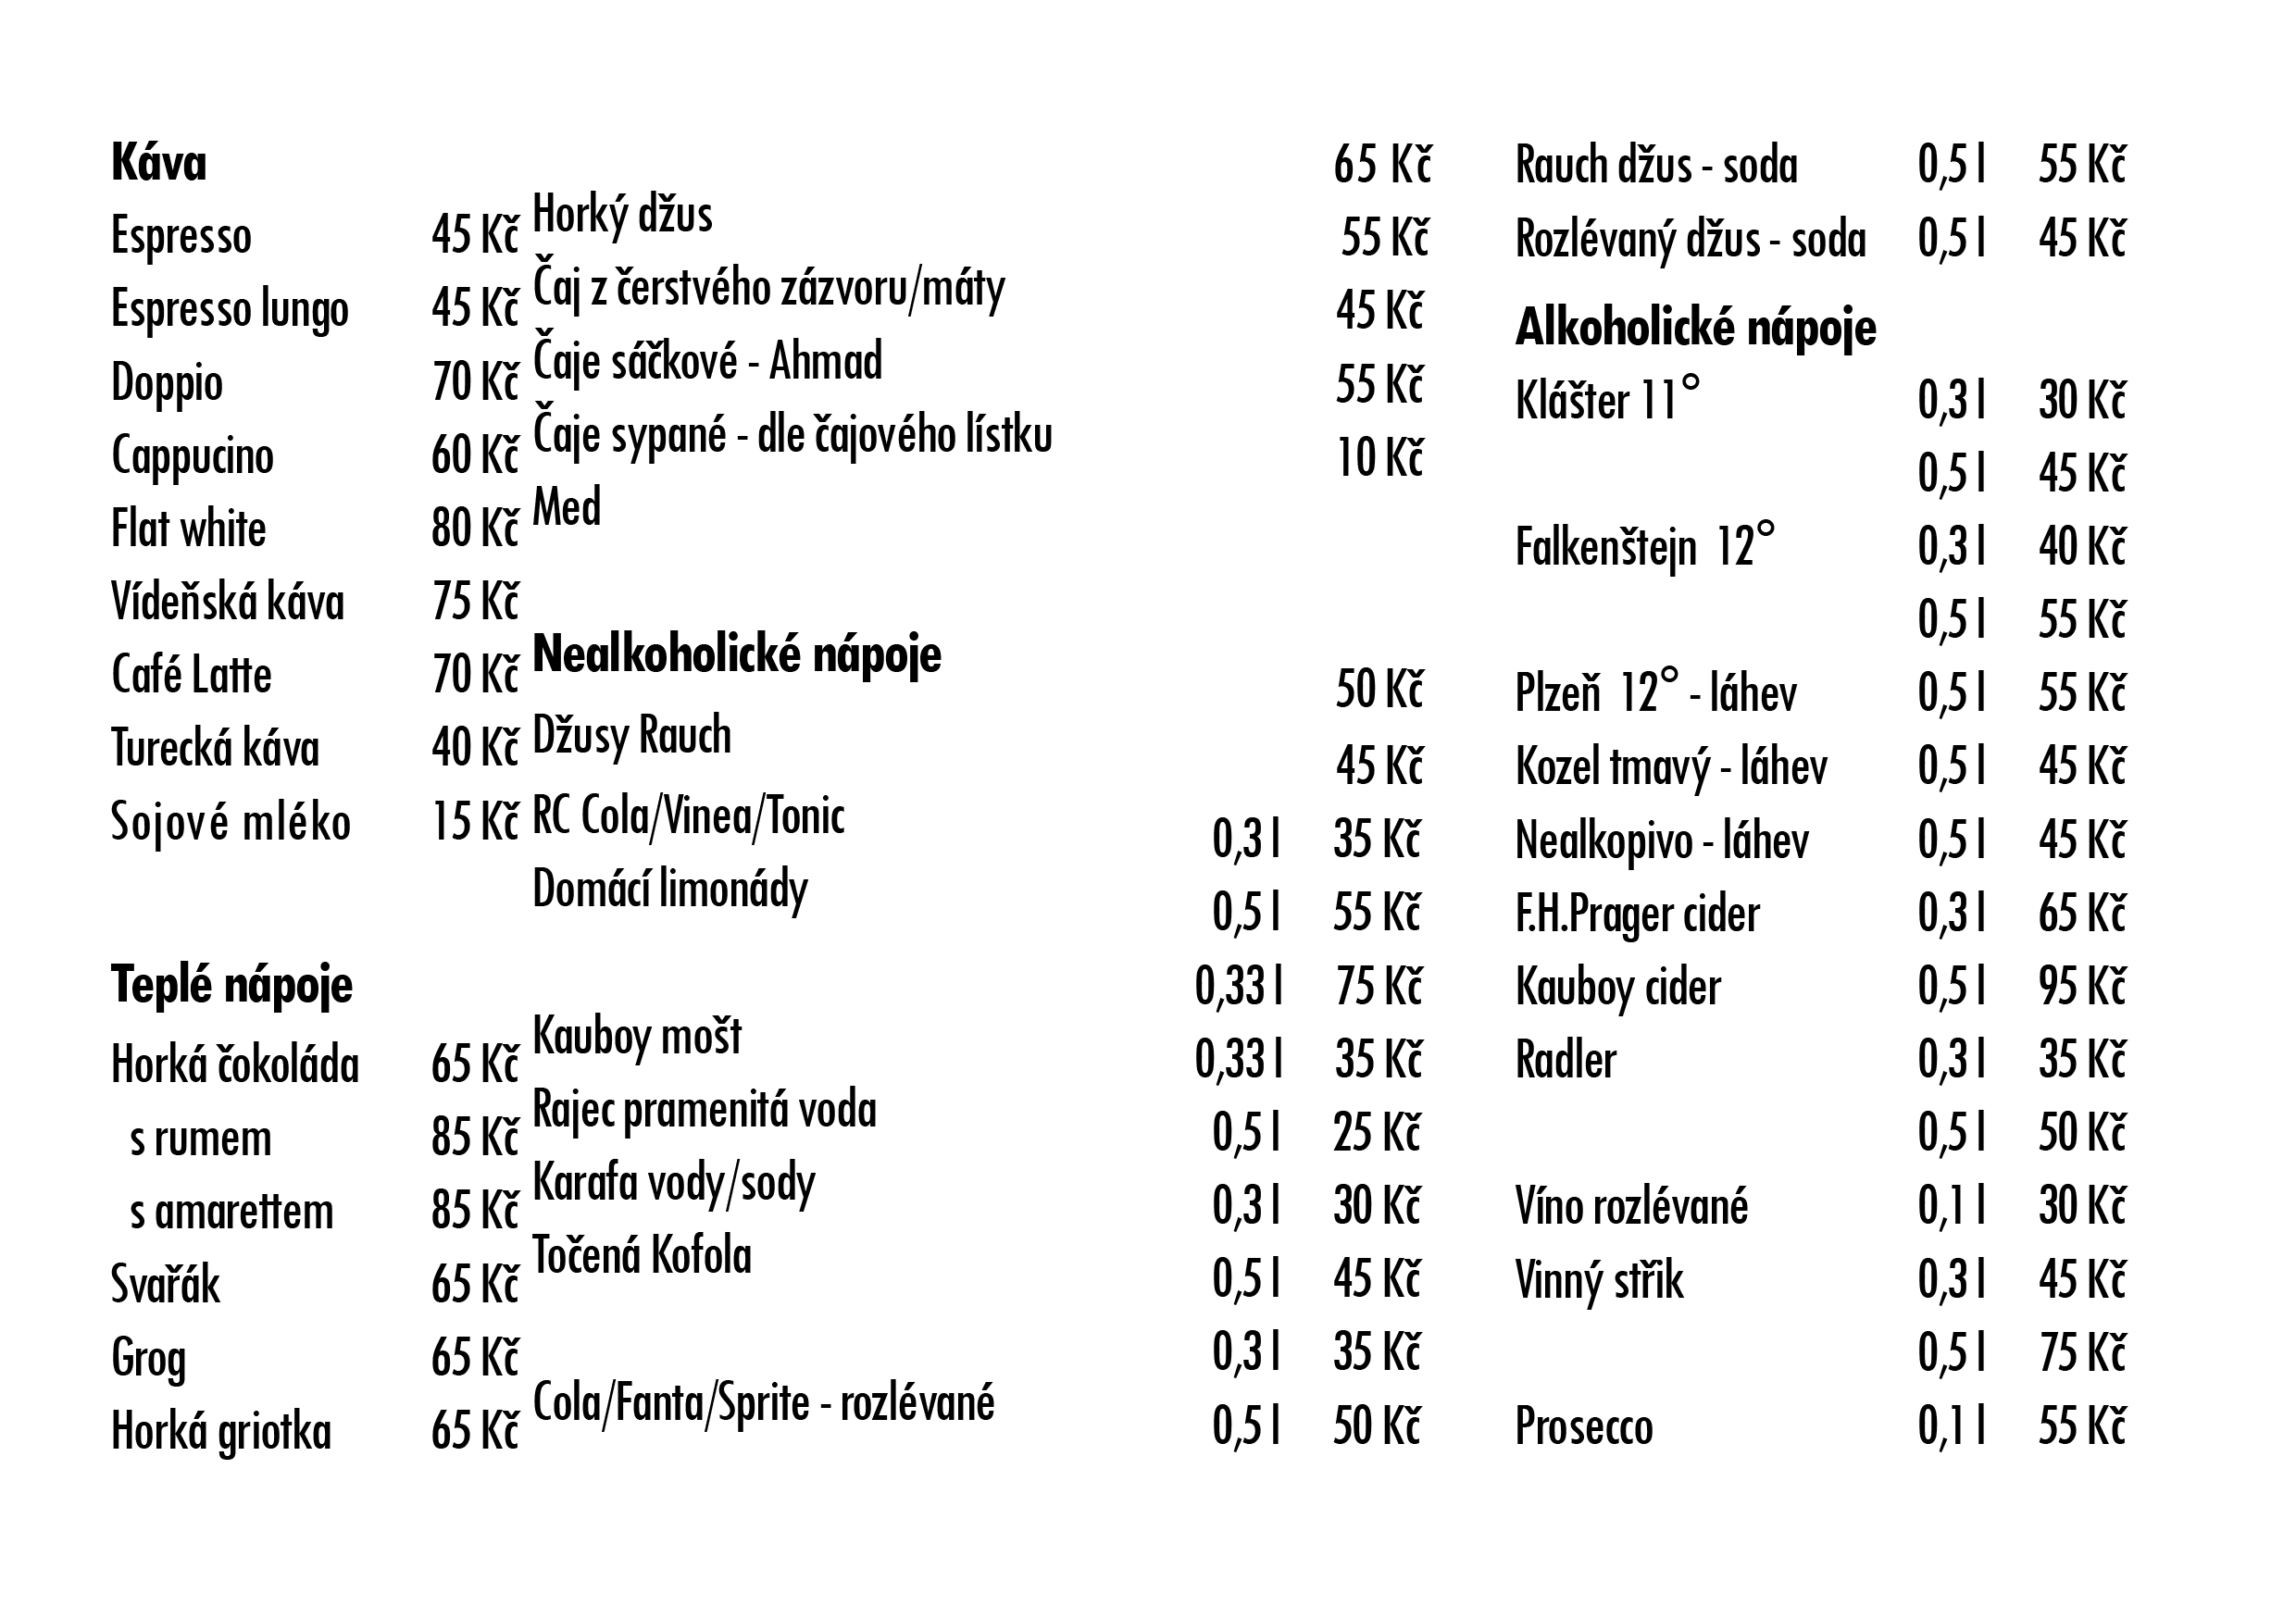 Káva
Espresso 45 Kč
Espresso lungo 45 Kč
Doppio 70 Kč
Cappucino 60 Kč
Flat white 80 Kč
Vídeňská káva 75 Kč
Café Latte 70 Kč
Turecká káva 40 Kč
Sojové mléko 15 Kč
Teplé nápoje
Horká čokoláda 65 Kč
s rumem 85 Kč
s amarettem 85 Kč
Svařák 65 Kč
Grog 65 Kč
Horká griotka 65 Kč
Horký džus 65 Kč
Čaj z čerstvého zázvoru/máty 55 Kč
Čaje sáčkové - Ahmad 45 Kč
Čaje sypané - dle čajového lístku 55 Kč
Med 10 Kč
Nealkoholické nápoje
Džusy Rauch 50 Kč
RC Cola/Vinea/Tonic 45 Kč
Domácí limonády 0,3 l 35 Kč
0,5 l 55 Kč
Kauboy mošt 0,33 l 75 Kč
Rajec pramenitá voda 0,33 l 35 Kč
Karafa vody/sody 0,5 l 25 Kč
Točená Kofola 0,3 l 30 Kč
0,5 l 45 Kč
Cola/Fanta/Sprite - rozlévané 0,3 l 35 Kč
0,5 l 50 Kč
Rauch džus - soda 0,5 l 55 Kč
Rozlévaný džus - soda 0,5 l 45 Kč
Alkoholické nápoje
Klášter 11° 0,3 l 30 Kč
0,5 l 45 Kč
Falkenštejn 12° 0,3 l 40 Kč
0,5 l 55 Kč
Plzeň 12° - láhev 0,5 l 55 Kč
Kozel tmavý - láhev 0,5 l 45 Kč
Nealkopivo - láhev 0,5 l 45 Kč
F.H.Prager cider 0,3 l 65 Kč
Kauboy cider 0,5 l 95 Kč
Radler 0,3 l 35 Kč
0,5 l 50 Kč
Víno rozlévané 0,1 l 30 Kč
Vinný střik 0,3 l 45 Kč
0,5 l 75 Kč
Prosecco 0,1 l 55 Kč